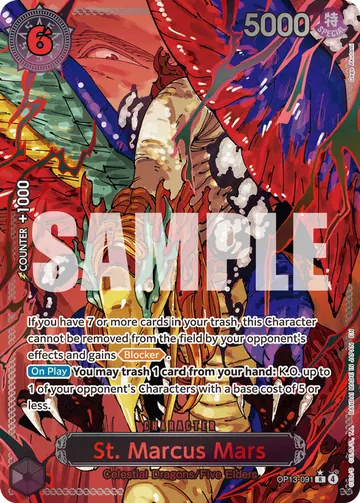 6
5000
特
SPECIAL
COUNTER +1000
SAMPLE
If you have 7 or more cards in your trash, this Character
cannot be removed from the field by your opponent's
effects and gains Blocker.
On Play You may trash 1 card from your hand: K.O. up to
1 of your opponent's Characters with a base cost of 5 or
less.
CHARACTER
St. Marcus Mars
Celestial Dragons/Five Elders
OP13-091 R 4